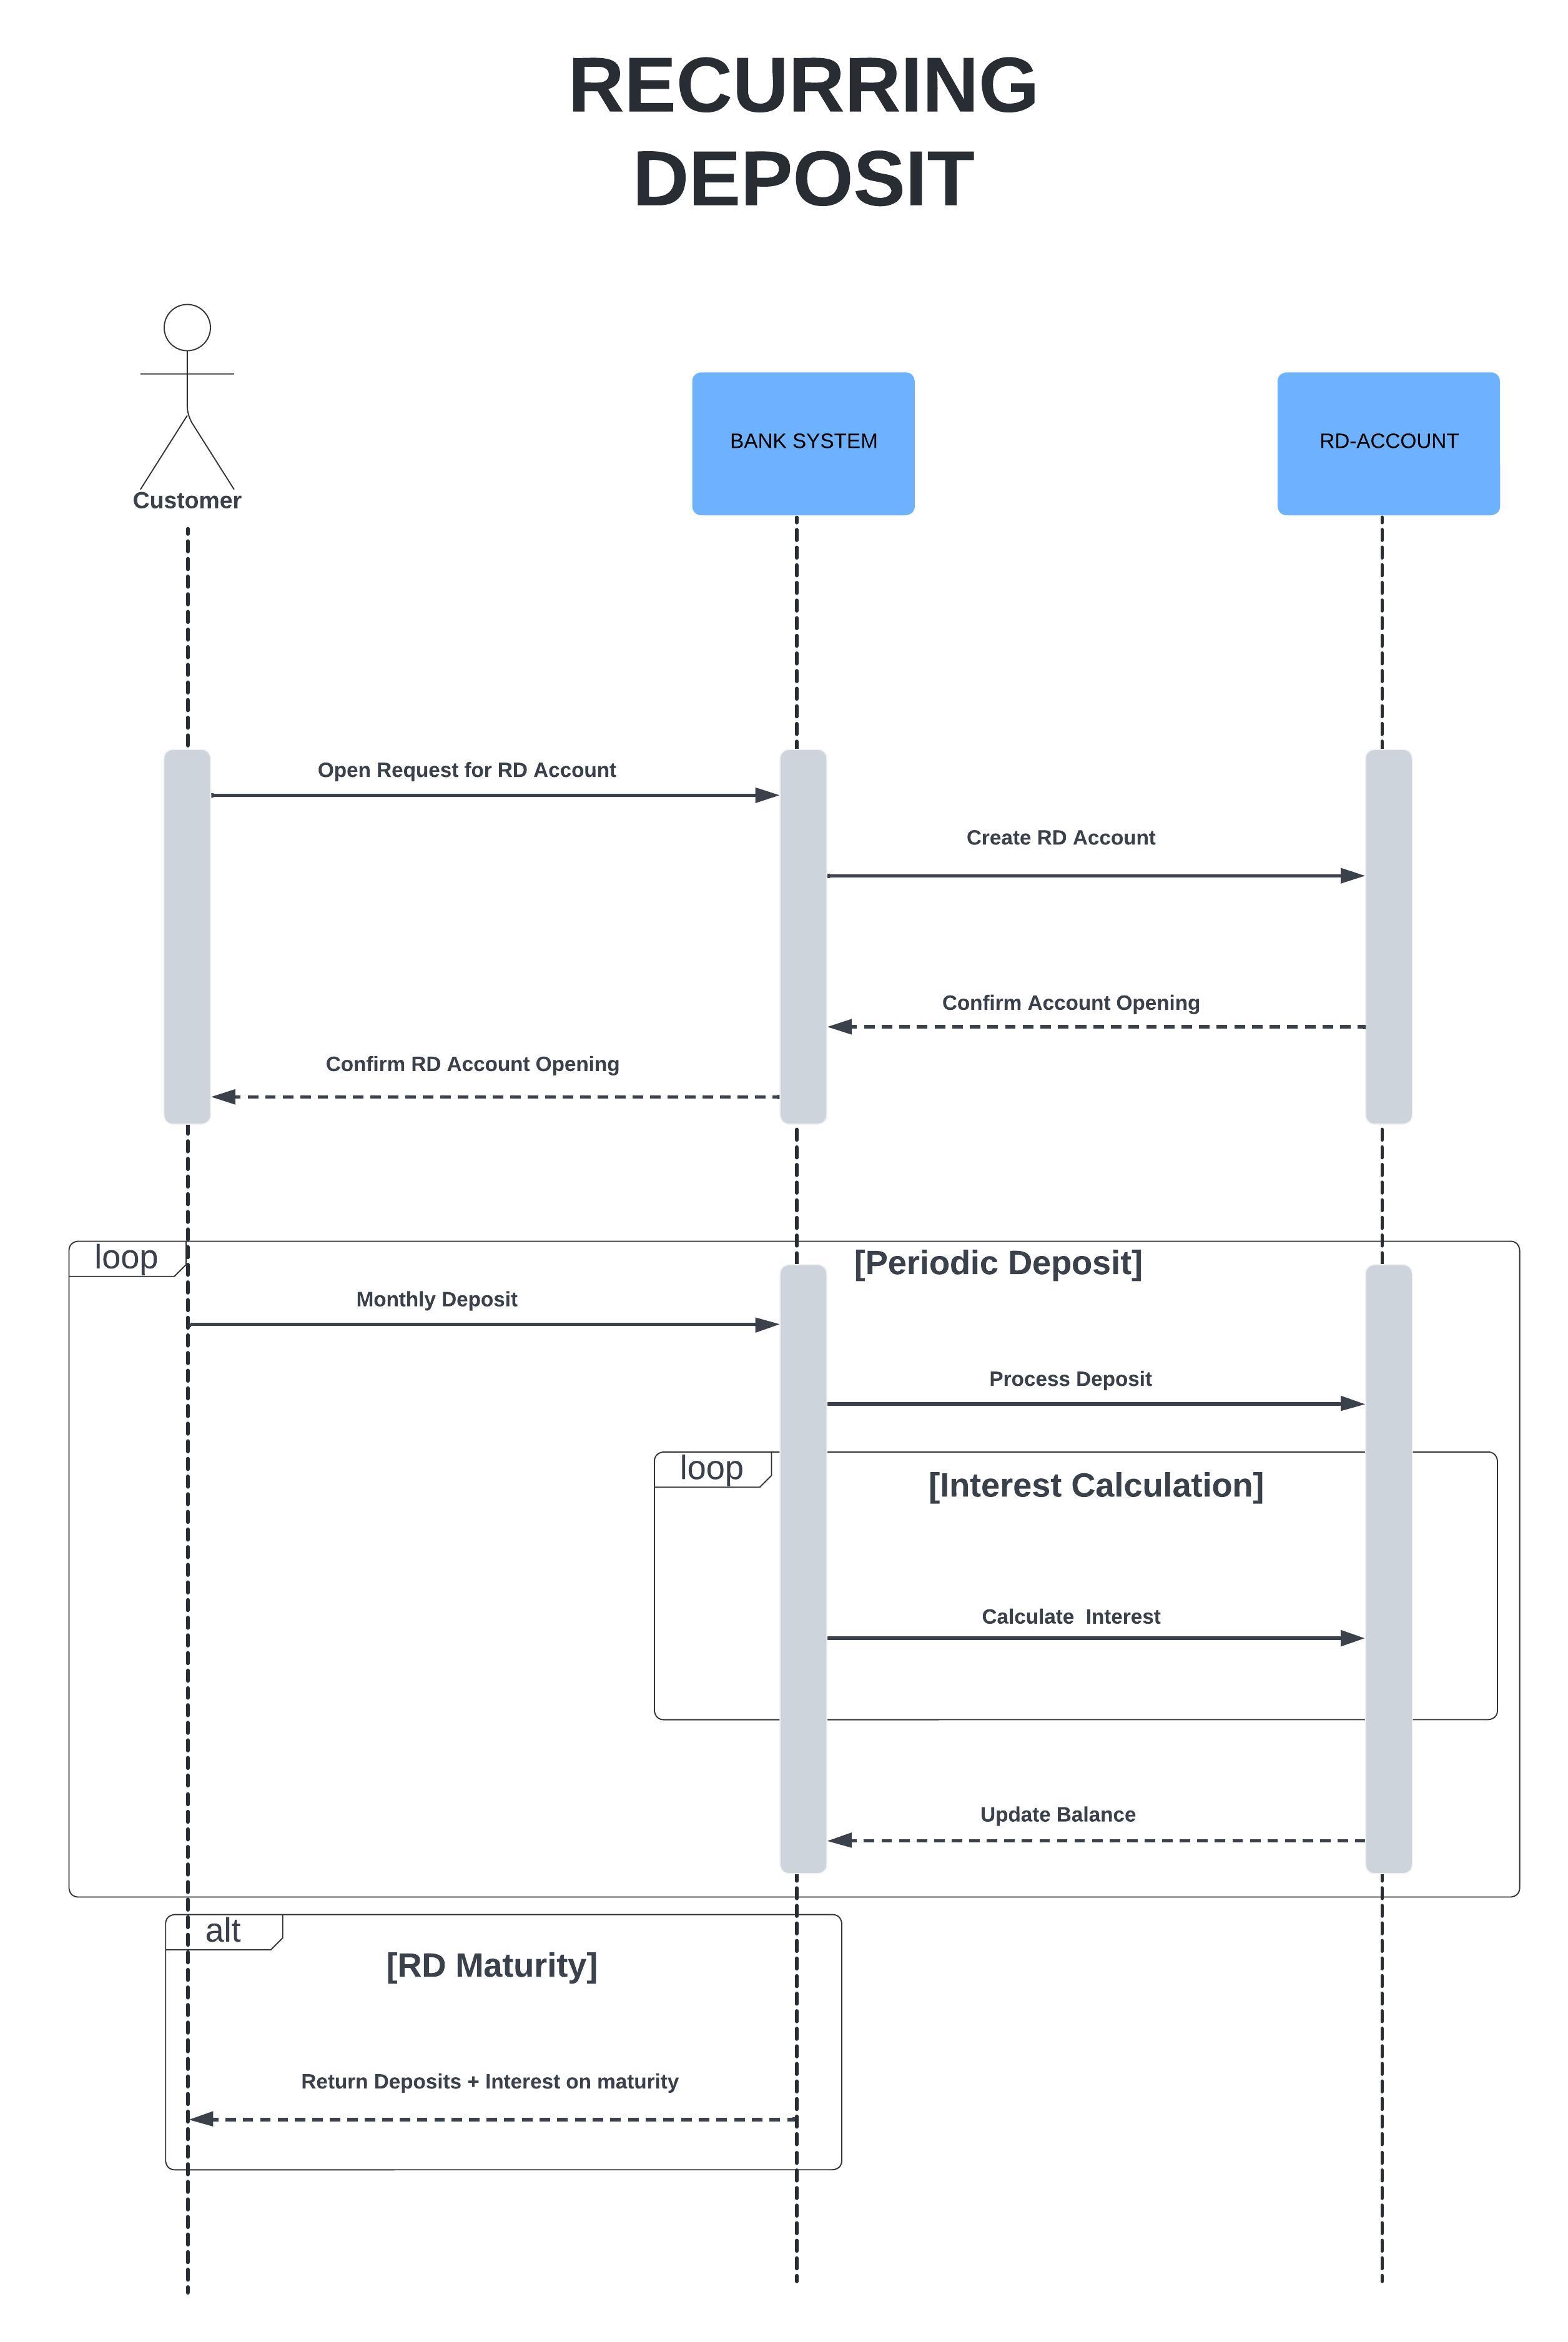 RECURRING
DEPOSIT
Customer
BANK SYSTEM
RD-ACCOUNT
Open Request for RD Account
Create RD Account
Confirm Account Opening
Confirm RD Account Opening
loop
[Periodic Deposit]
Monthly Deposit
Process Deposit
loop
[Interest Calculation]
Calculate  Interest
Update Balance
alt
[RD Maturity]
Return Deposits + Interest on maturity